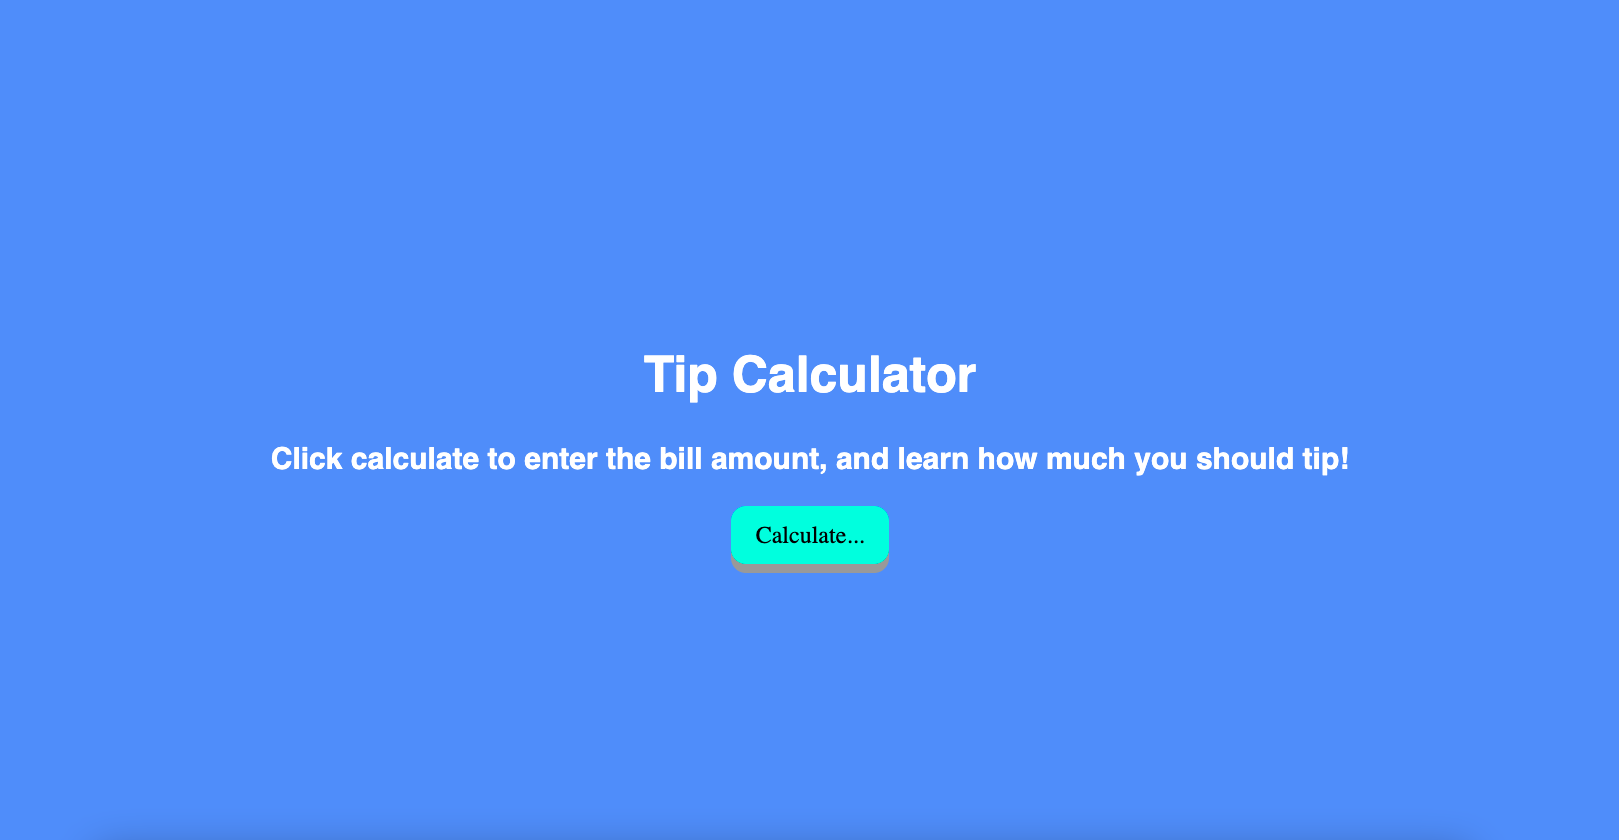 Tip Calculator
Click calculate to enter the bill amount, and learn how much you should tip!
Calculate...